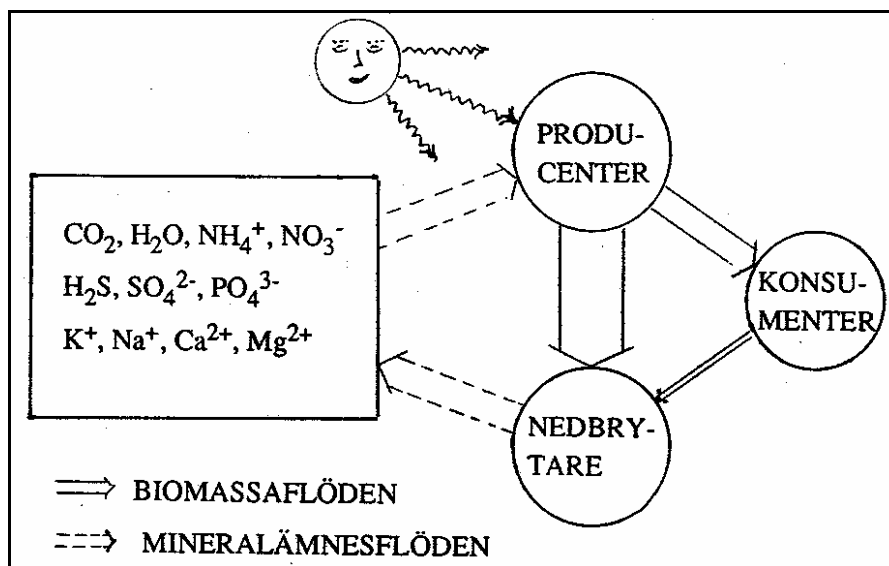 PRODU-
CENTER
CO₂, H₂O, NH₄⁺, NO₃⁻
H₂S, SO₄²⁻, PO₄³⁻
K⁺, Na⁺, Ca²⁺, Mg²⁺
KONSU-
MENTER
NEDBRY-
TARE
BIOMASSAFLÖDEN
MINERALÄMNESFLÖDEN